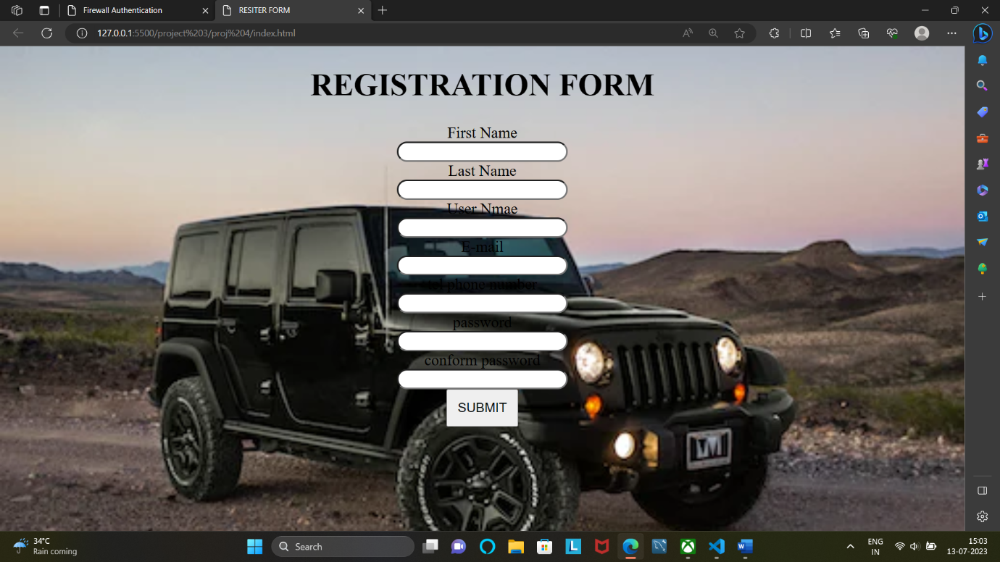 Firewall Authentication
RESITER FORM
127.0.0.1:5500/project%203/proj%204/index.html
REGISTRATION FORM
First Name
Last Name
User Nmae
E-mail
tel-phone number
password
conform password
SUBMIT
34°C
Rain coming
Search
ENG
IN
15:03
13-07-2023